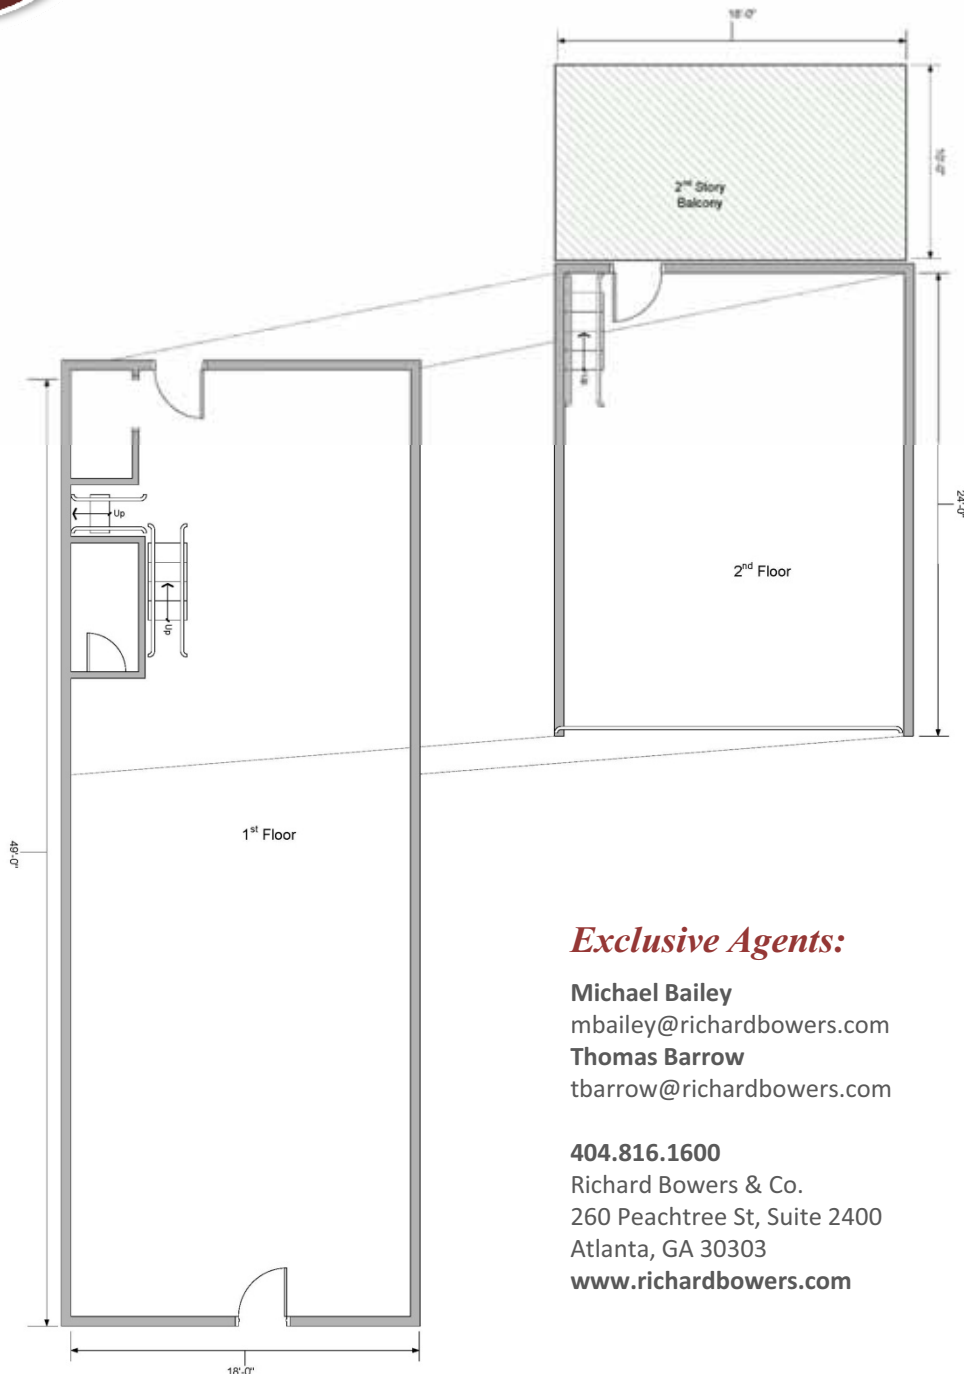 18'-0"
10'-0"
2nd Story
Balcony
Up
24'-0"
2nd Floor
Up
Up
1st Floor
49'-0"
18'-0"
Exclusive Agents:
Michael Bailey
mbailey@richardbowers.com
Thomas Barrow
tbarrow@richardbowers.com
404.816.1600
Richard Bowers & Co.
260 Peachtree St, Suite 2400
Atlanta, GA 30303
www.richardbowers.com